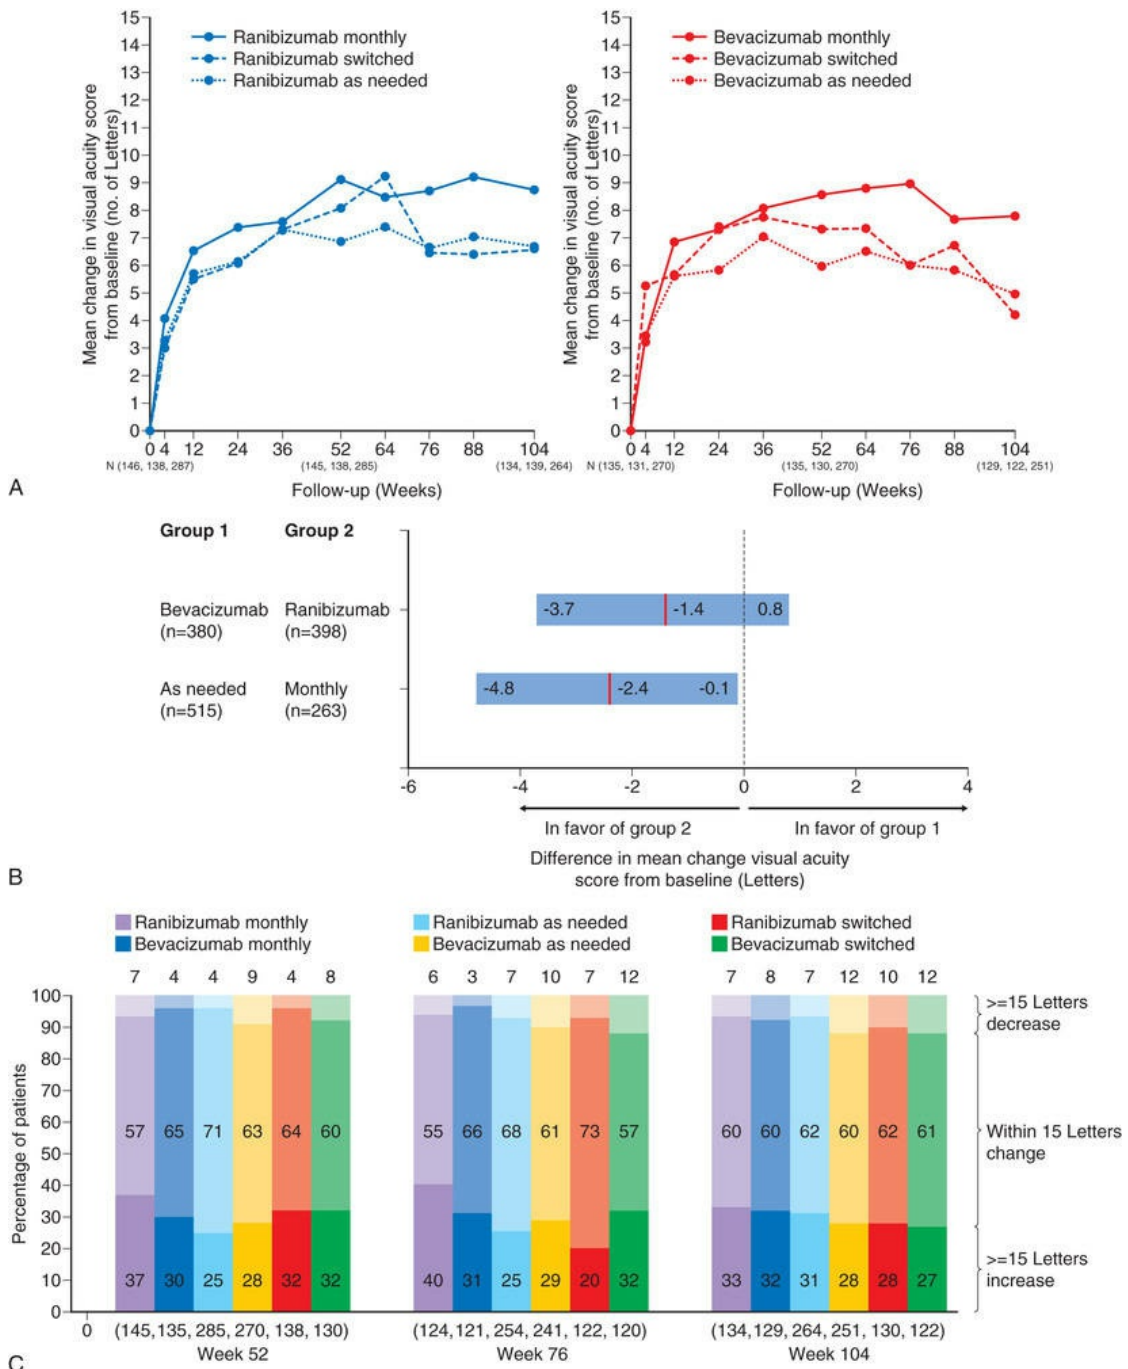 15
14
13
12
11
10
9
8
7
6
5
4
3
2
1
0
Mean change in visual acuity score
from baseline (no. of Letters)
Ranibizumab monthly
Ranibizumab switched
Ranibizumab as needed
0 4 12 24 36 52 64 76 88 104
N (146, 138, 287) (145, 138, 285) (134, 139, 264)
Follow-up (Weeks)
15
14
13
12
11
10
9
8
7
6
5
4
3
2
1
0
Mean change in visual acuity score
from baseline (no. of Letters)
Bevacizumab monthly
Bevacizumab switched
Bevacizumab as needed
0 4 12 24 36 52 64 76 88 104
N (135, 131, 270) (135, 130, 270) (129, 122, 251)
Follow-up (Weeks)
A
Group 1 Group 2
Bevacizumab Ranibizumab -3.7 -1.4 0.8
(n=380) (n=398)
As needed Monthly -4.8 -2.4 -0.1
(n=515) (n=263)
-6 -4 -2 0 2 4
In favor of group 2 In favor of group 1
Difference in mean change visual acuity
score from baseline (Letters)
B
Ranibizumab monthly Ranibizumab as needed Ranibizumab switched
Bevacizumab monthly Bevacizumab as needed Bevacizumab switched
7 4 4 9 4 8 6 3 7 10 7 12 7 8 7 12 10 12
100
90
80
70
60
50
40
30
20
10
0
Percentage of patients
57 65 71 63 64 60 55 66 68 61 73 57 60 60 62 60 62 61
37 30 25 28 32 32 40 31 25 29 20 32 33 32 31 28 28 27
>=15 Letters
decrease
Within 15 Letters
change
>=15 Letters
increase
0 (145,135,285,270,138,130) (124,121,254,241,122,120) (134,129,264,251,130,122)
Week 52 Week 76 Week 104
C